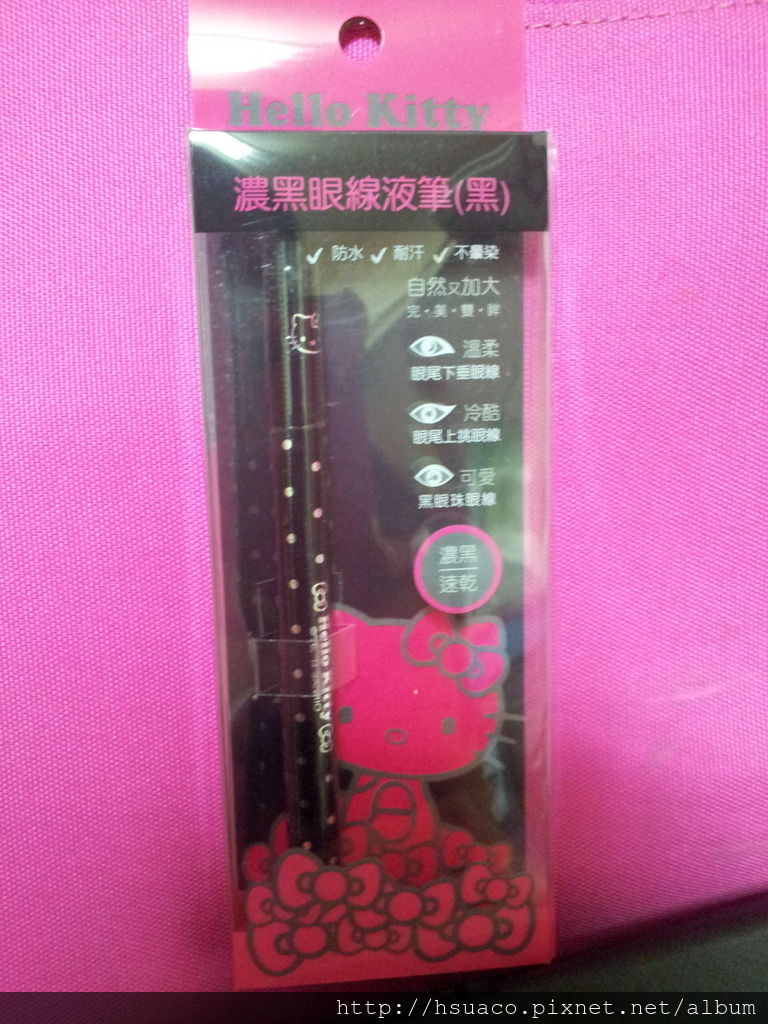 Hello Kitty
濃黑眼線液筆(黑)
✓ 防水 ✓ 耐汗 ✓ 不暈染
自然又加大
完・美・雙・眸
溫柔
眼尾下垂眼線
冷酷
眼尾上挑眼線
可愛
黑眼珠眼線
濃黑
速乾
Hello Kitty
http://hsuaco.pixnet.net/album